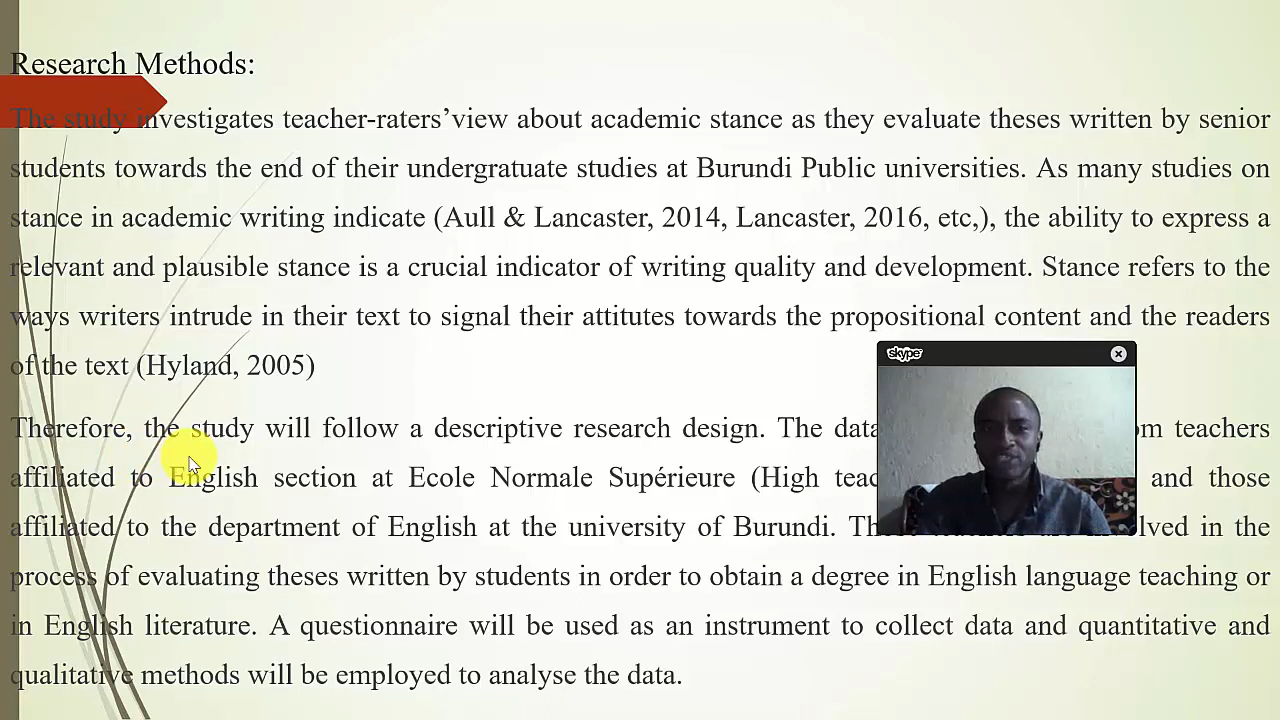 Research Methods:
The study investigates teacher-raters’view about academic stance as they evaluate theses written by senior
students towards the end of their undergratuate studies at Burundi Public universities. As many studies on
stance in academic writing indicate (Aull & Lancaster, 2014, Lancaster, 2016, etc,), the ability to express a
relevant and plausible stance is a crucial indicator of writing quality and development. Stance refers to the
ways writers intrude in their text to signal their attitutes towards the propositional content and the readers
of the text (Hyland, 2005)
skype
Therefore, the study will follow a descriptive research design. The data teachers
affiliated to English section at Ecole Normale Supérieure (High and those
affiliated to the department of English at the university of Burundi. in the
process of evaluating theses written by students in order to obtain a degree in English language teaching or
in English literature. A questionnaire will be used as an instrument to collect data and quantitative and
qualitative methods will be employed to analyse the data.